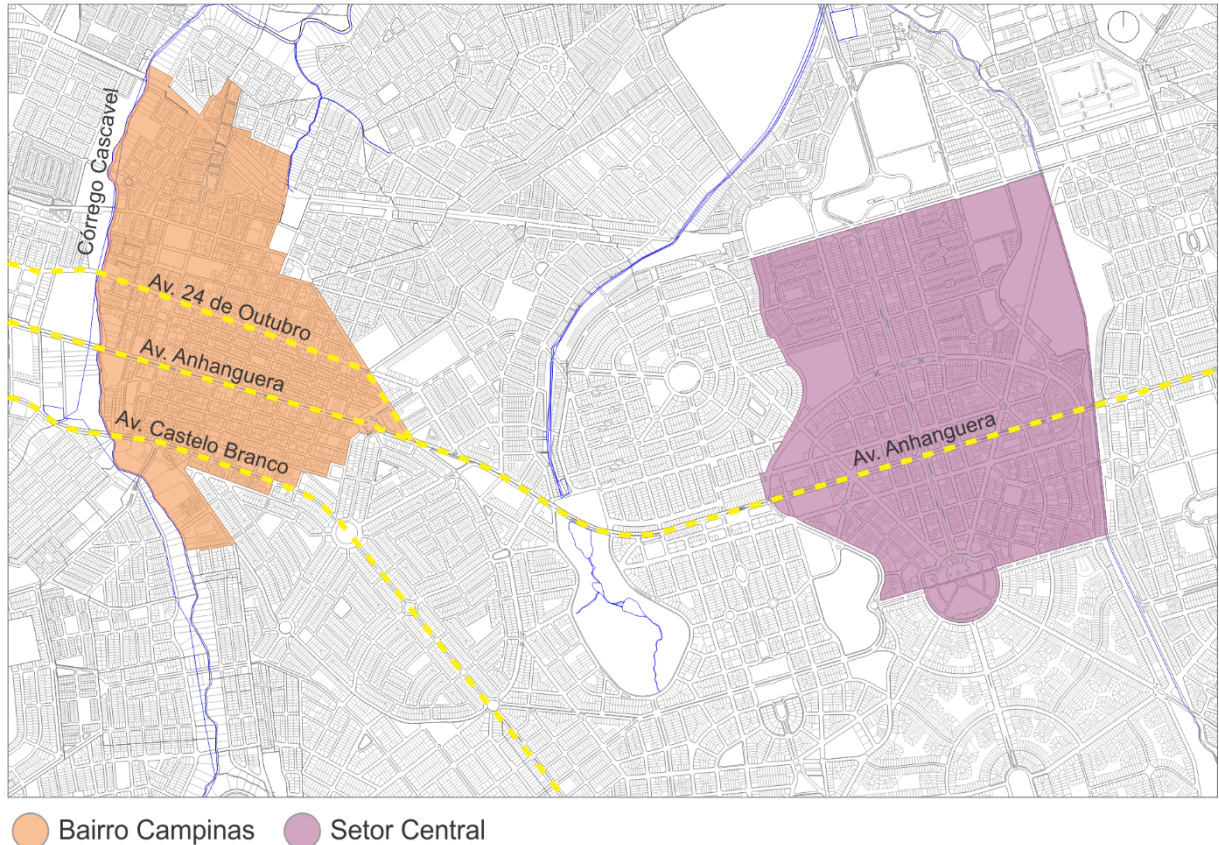 Córrego Cascavel
Av. 24 de Outubro
Av. Anhanguera
Av. Castelo Branco
Av. Anhanguera
Bairro Campinas
Setor Central